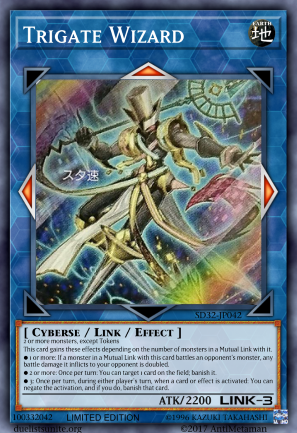 TRIGATE WIZARD
EARTH
地
スタ速
SD32-JP042
[ Cyberse / Link / Effect ]
2 or more monsters, except Tokens
This card gains these effects depending on the number of monsters in a Mutual Link with it.
● 1 or more: If a monster in a Mutual Link with this card battles an opponent's monster, any
battle damage it inflicts to your opponent is doubled.
● 2 or more: Once per turn: You can target 1 card on the field; banish it.
● 3: Once per turn, during either player's turn, when a card or effect is activated: You can
negate the activation, and if you do, banish that card.
ATK/2200 LINK-3
10032042 LIMITED EDITION ©1996 KAZUKI TAKAHASHI
duelistsunite.org ©2017 AntiMetaman